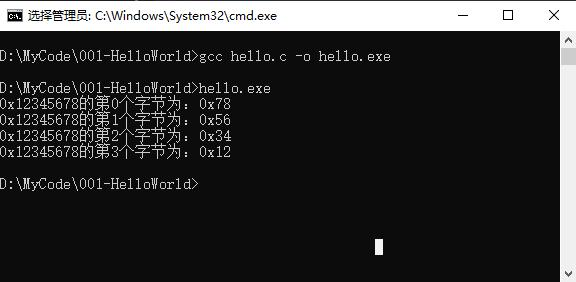 选择管理员: C:\Windows\System32\cmd.exe
D:\MyCode\001-HelloWorld>gcc hello.c -o hello.exe
D:\MyCode\001-HelloWorld>hello.exe
0x12345678的第0个字节为：0x78
0x12345678的第1个字节为：0x56
0x12345678的第2个字节为：0x34
0x12345678的第3个字节为：0x12
D:\MyCode\001-HelloWorld>